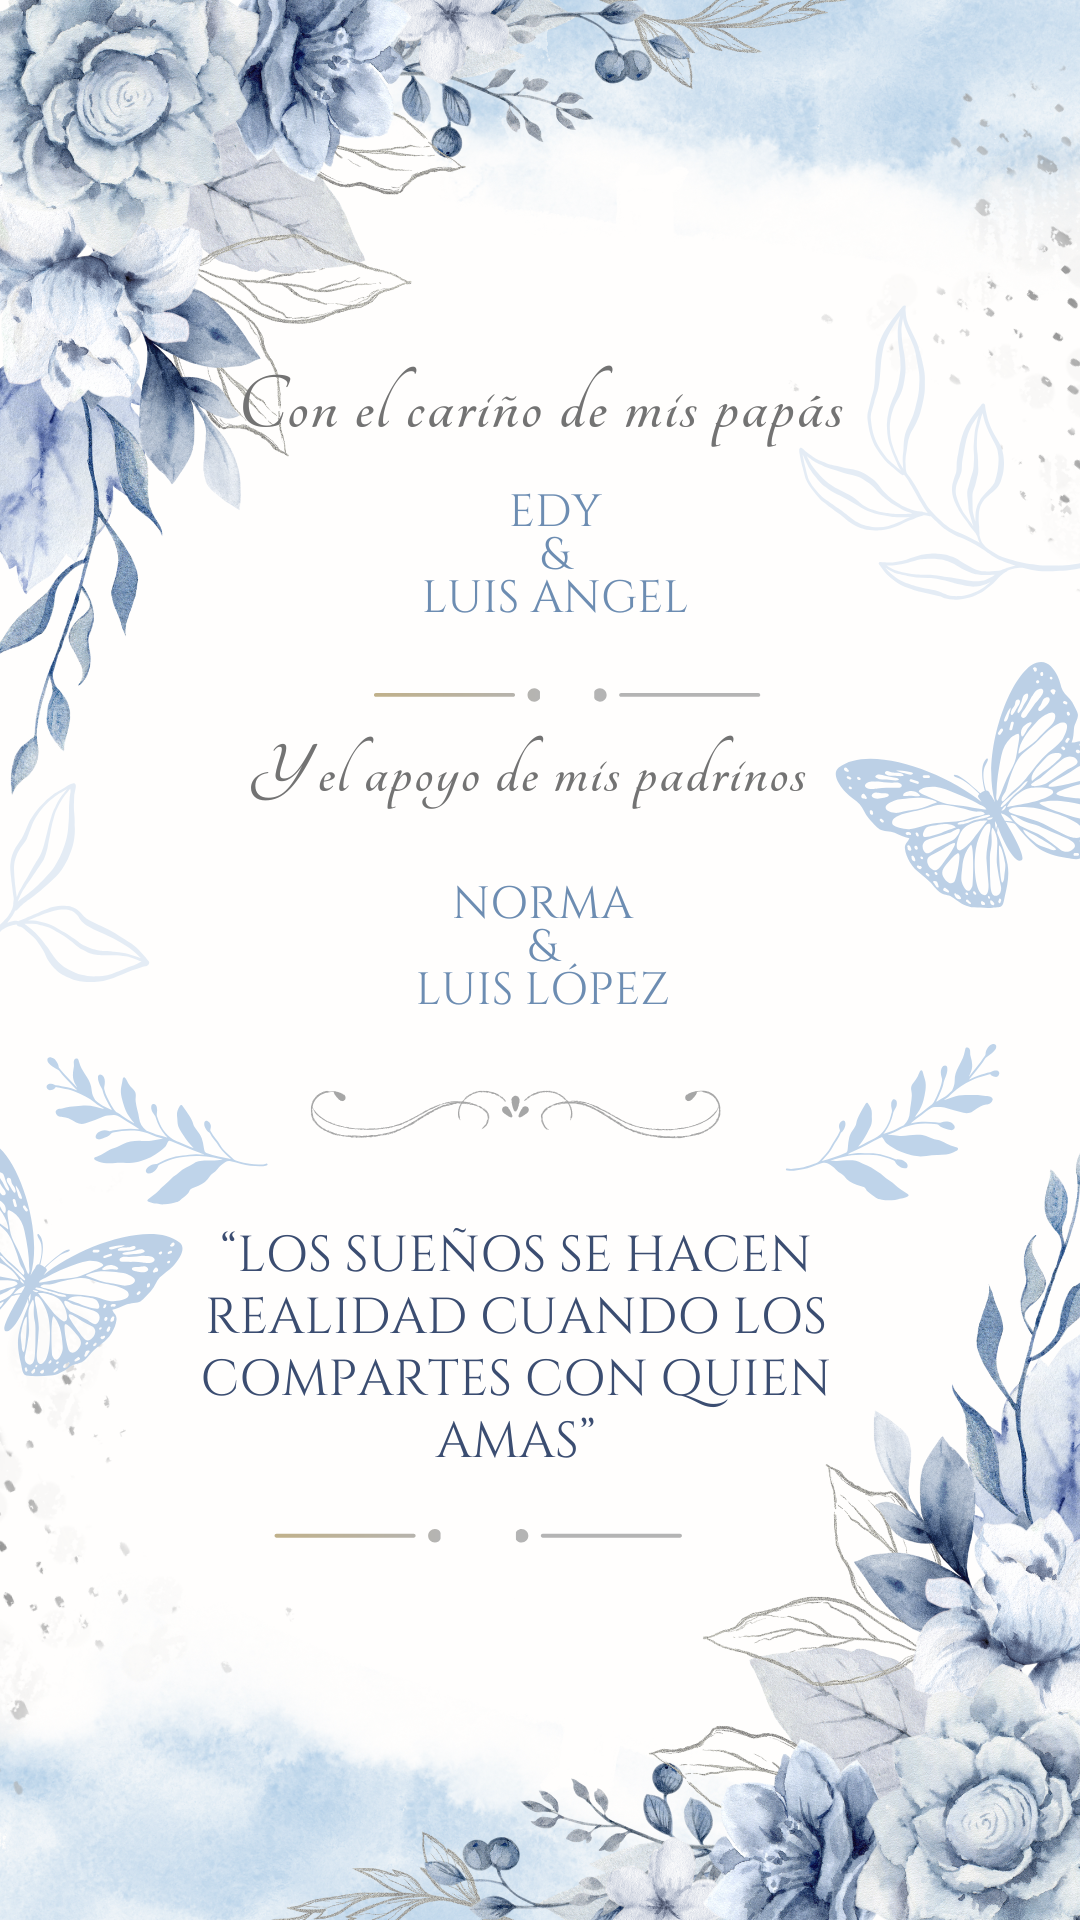 Con el cariño de mis papás
EDY
&
LUIS ANGEL
Y el apoyo de mis padrinos
NORMA
&
LUIS LÓPEZ
“LOS SUEÑOS SE HACEN
REALIDAD CUANDO LOS
COMPARTES CON QUIEN
AMAS”